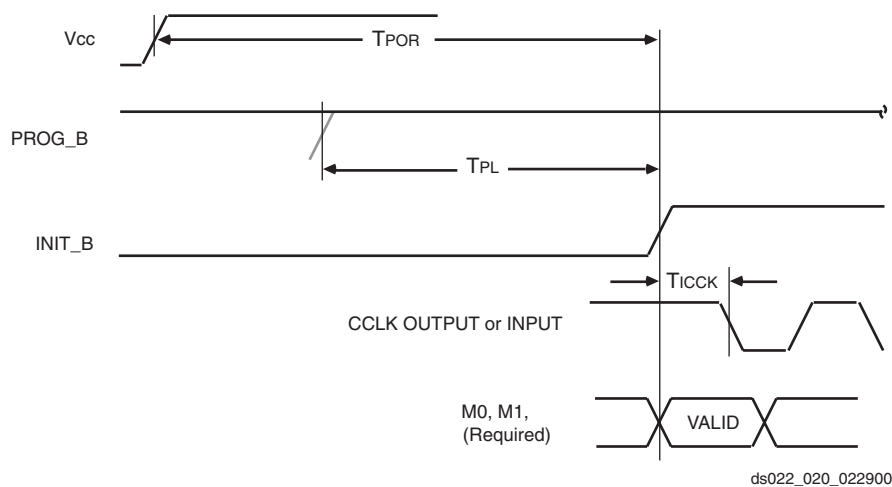 Vcc
TPOR
PROG_B
TPL
INIT_B
TICCK
CCLK OUTPUT or INPUT
M0, M1,
(Required)
VALID
ds022_020_022900